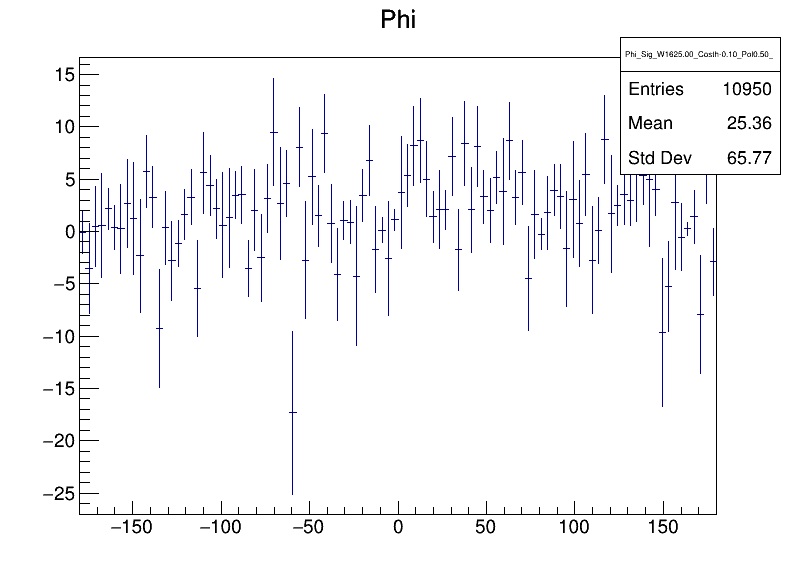 Phi
Phi_Sig_W1625.00_Costh-0.10_Pol0.50_
Entries 10950
Mean 25.36
Std Dev 65.77
15
10
5
0
−5
−10
−15
−20
−25
−150 −100 −50 0 50 100 150